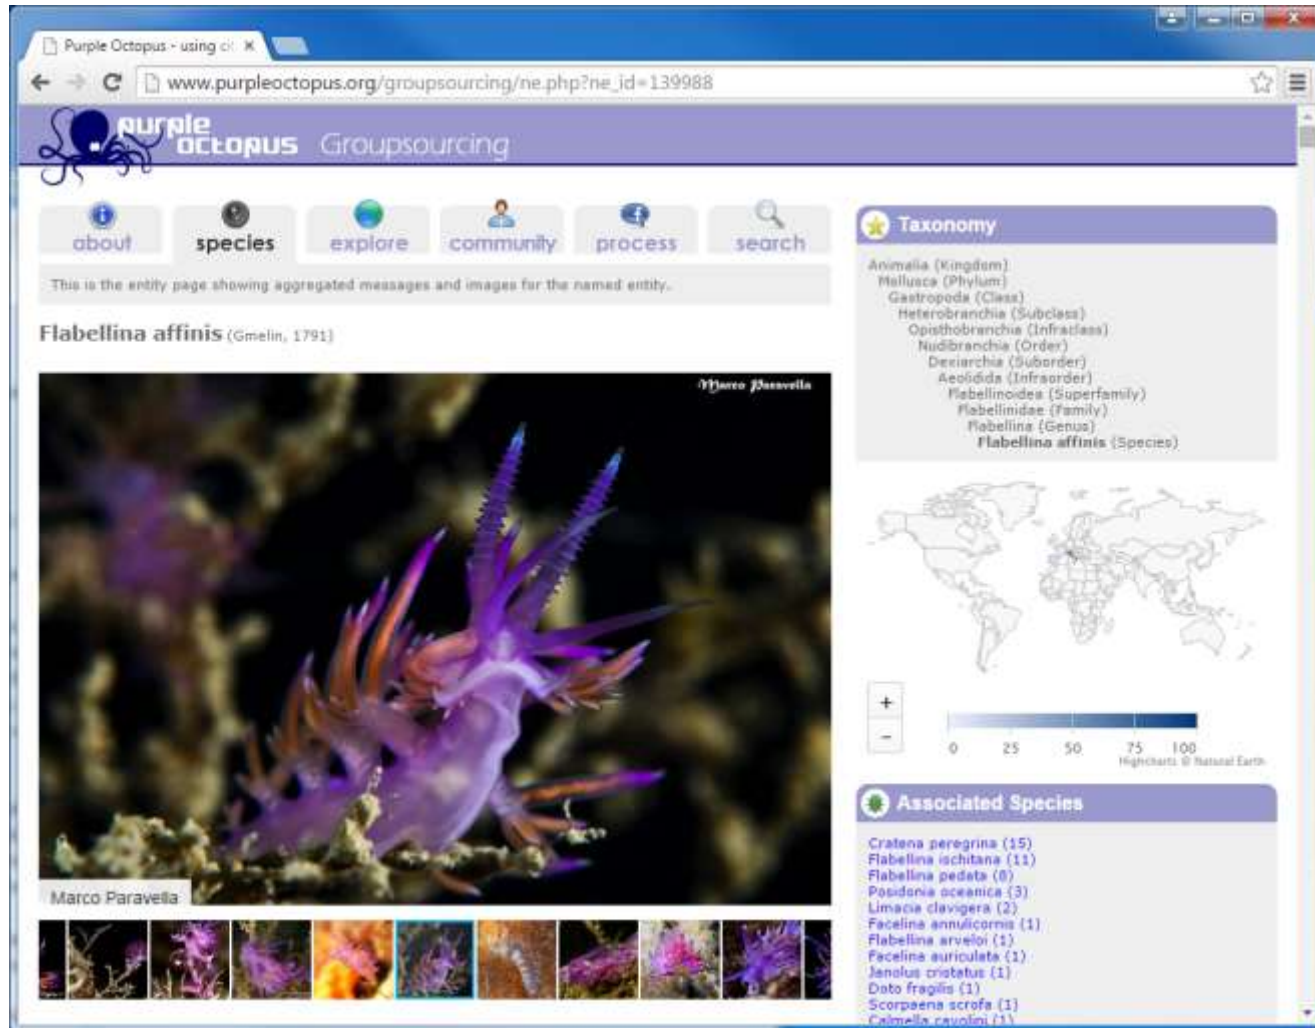 Purple Octopus - using ci
www.purpleoctopus.org/groupsourcing/ne.php?ne_id=139988
purple octopus Groupsourcing
about species explore community process search
This is the entity page showing aggregated messages and images for the named entity.
Flabellina affinis (Gmelin, 1791)
Marco Paravella
Marco Paravella
Taxonomy
Animalia (Kingdom)
Mollusca (Phylum)
Gastropoda (Class)
Heterobranchia (Subclass)
Opisthobranchia (Infraclass)
Nudibranchia (Order)
Dexiarchia (Suborder)
Aeolidida (Infraorder)
Flabellinoidea (Superfamily)
Flabellinidae (Family)
Flabellina (Genus)
Flabellina affinis (Species)
+
-
0 25 50 75 100
Highcharts © Natural Earth
Associated Species
Cratena peregrina (15)
Flabellina ischitana (11)
Flabellina pedata (8)
Posidonia oceanica (3)
Limacia clavigera (2)
Facelina annulicornis (1)
Flabellina arveloi (1)
Facelina auriculata (1)
Janolus cristatus (1)
Doto fragilis (1)
Scorpaena scrofa (1)
Calmella cavolini (1)